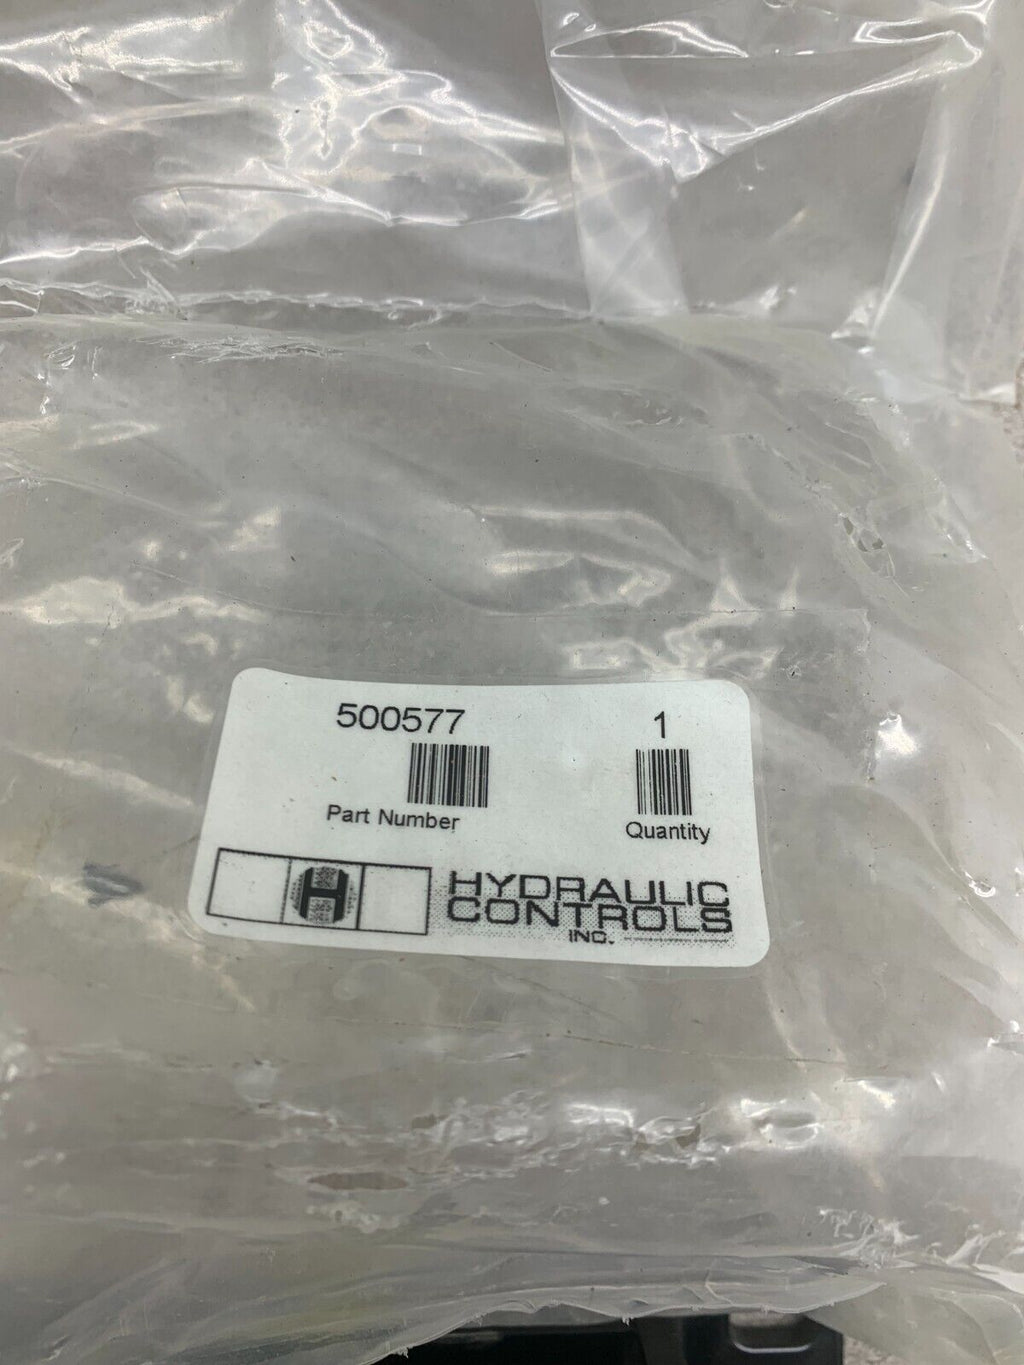 500577 1
Part Number Quantity
H
HYDRAULIC
CONTROLS
INC.